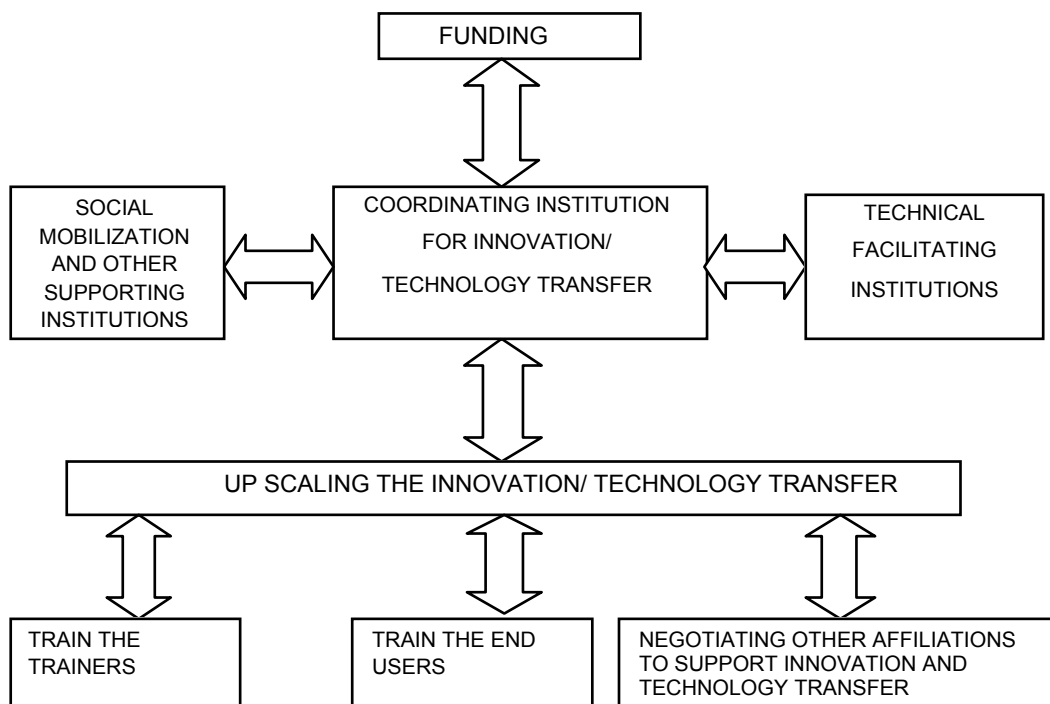 FUNDING
SOCIAL
MOBILIZATION
AND OTHER
SUPPORTING
INSTITUTIONS
COORDINATING INSTITUTION
FOR INNOVATION/
TECHNOLOGY TRANSFER
TECHNICAL
FACILITATING
INSTITUTIONS
UP SCALING THE INNOVATION/ TECHNOLOGY TRANSFER
TRAIN THE
TRAINERS
TRAIN THE END
USERS
NEGOTIATING OTHER AFFILIATIONS
TO SUPPORT INNOVATION AND
TECHNOLOGY TRANSFER